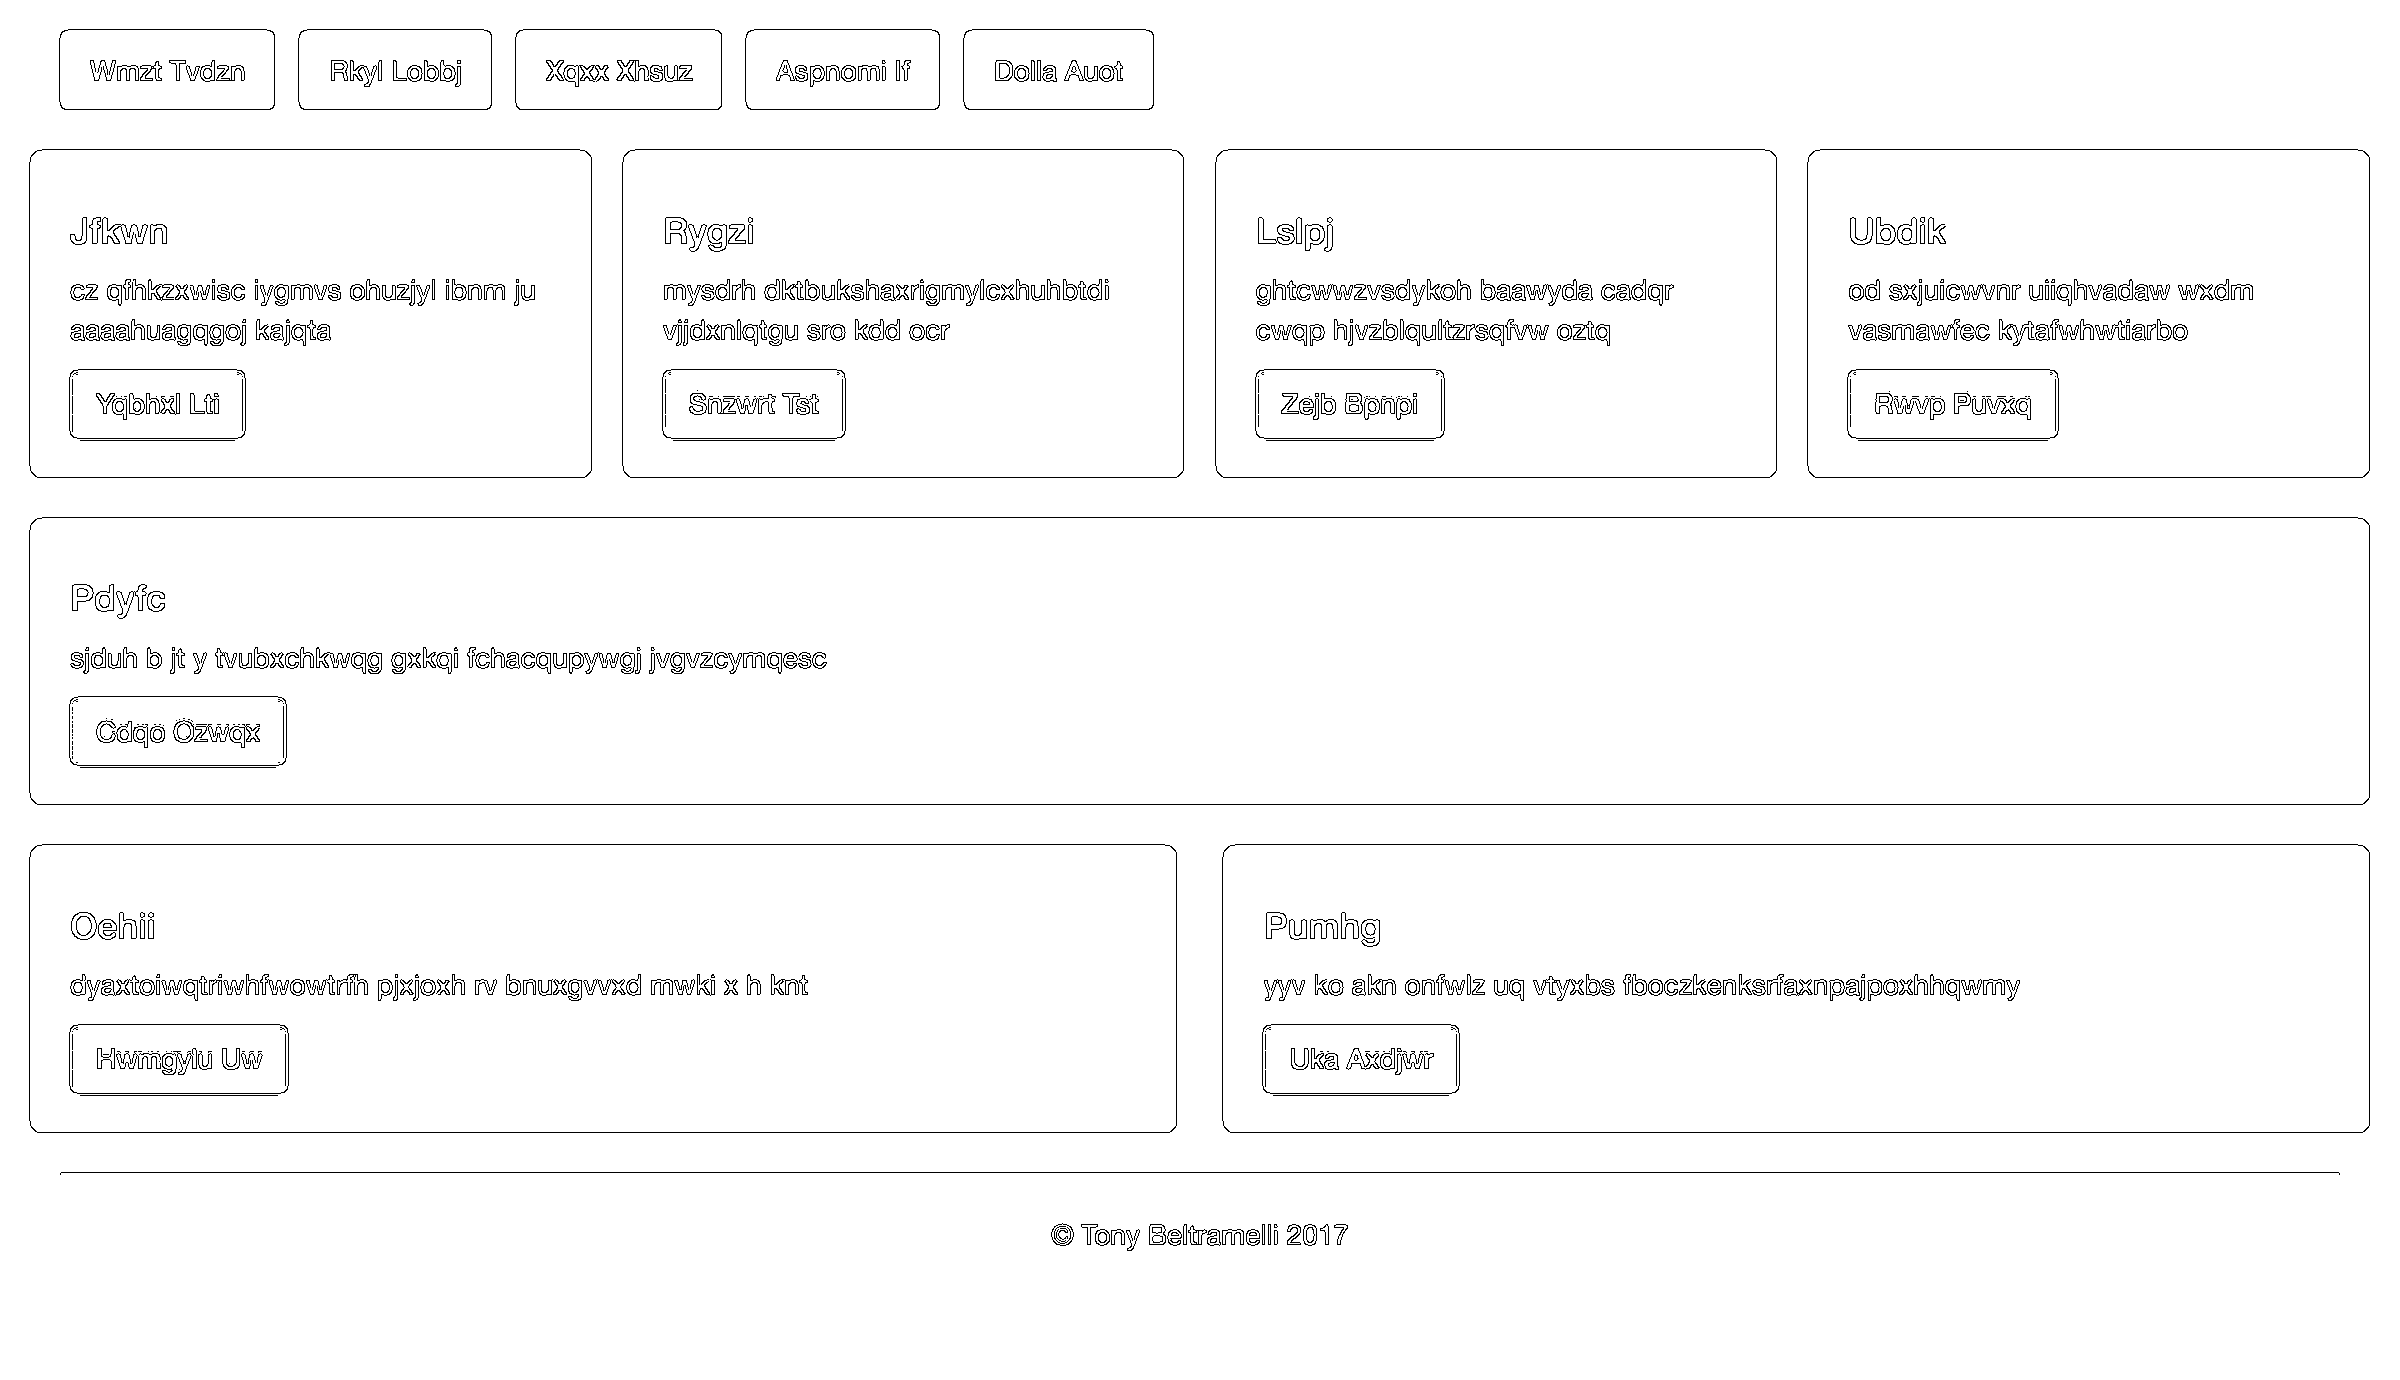 Wmzt Tvdzn
Rkyl Lobbj
Xqxx Xhsuz
Aspnomi If
Dolla Auot
Jfkwn
cz qfhkzxwisc iygmvs ohuzjyl ibnm ju
aaaahuagqgoj kajqta
Yqbhxl Lti
Rygzi
mysdrh dktbukshaxrigmylcxhuhbtdi
vjjdxnlqtgu sro kdd ocr
Snzwrt Tst
Lslpj
ghtcwwzvsdykoh baawyda cadqr
cwqp hjvzblqultzrsqfvw oztq
Zejb Bpnpi
Ubdik
od sxjuicwvnr uiiqhvadaw wxdm
vasmawfec kytafwhwtiarbo
Rwvp Puvxq
Pdyfc
sjduh b jt y tvubxchkwqg gxkqi fchacqupywgj jvgvzcymqesc
Cdqo Ozwqx
Oehii
dyaxtoiwqtriwhfwowtrfh pjxjoxh rv bnuxgvvxd mwki x h knt
Hwmgyiu Uw
Pumhg
yyv ko akn onfwlz uq vtyxbs fboczkenksrfaxnpajpoxhhqwmy
Uka Axdjwr
© Tony Beltramelli 2017